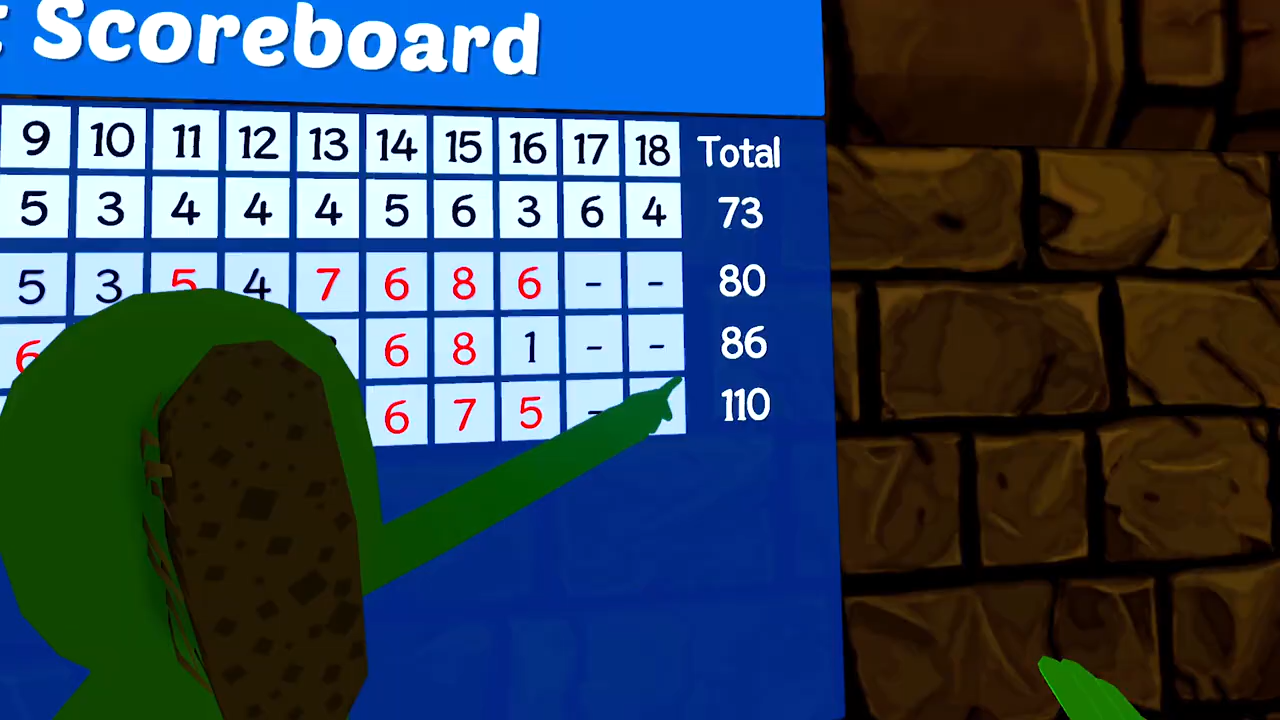 Scoreboard
9 10 11 12 13 14 15 16 17 18 Total
5 3 4 4 4 5 6 3 6 4 73
5 3 5 4 7 6 8 6 - - 80
6 6 8 1 - - 86
6 7 5 - 110